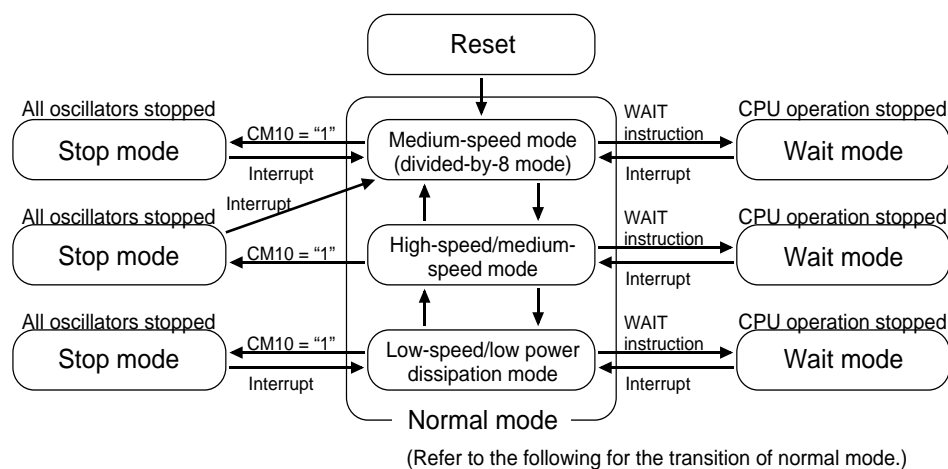 Reset
All oscillators stopped
Stop mode
CM10 = “1”
Interrupt
Medium-speed mode
(divided-by-8 mode)
WAIT
instruction
Interrupt
CPU operation stopped
Wait mode
All oscillators stopped
Stop mode
Interrupt
CM10 = “1”
High-speed/medium-
speed mode
WAIT
instruction
Interrupt
CPU operation stopped
Wait mode
All oscillators stopped
Stop mode
CM10 = “1”
Interrupt
Low-speed/low power
dissipation mode
WAIT
instruction
Interrupt
CPU operation stopped
Wait mode
Normal mode
(Refer to the following for the transition of normal mode.)